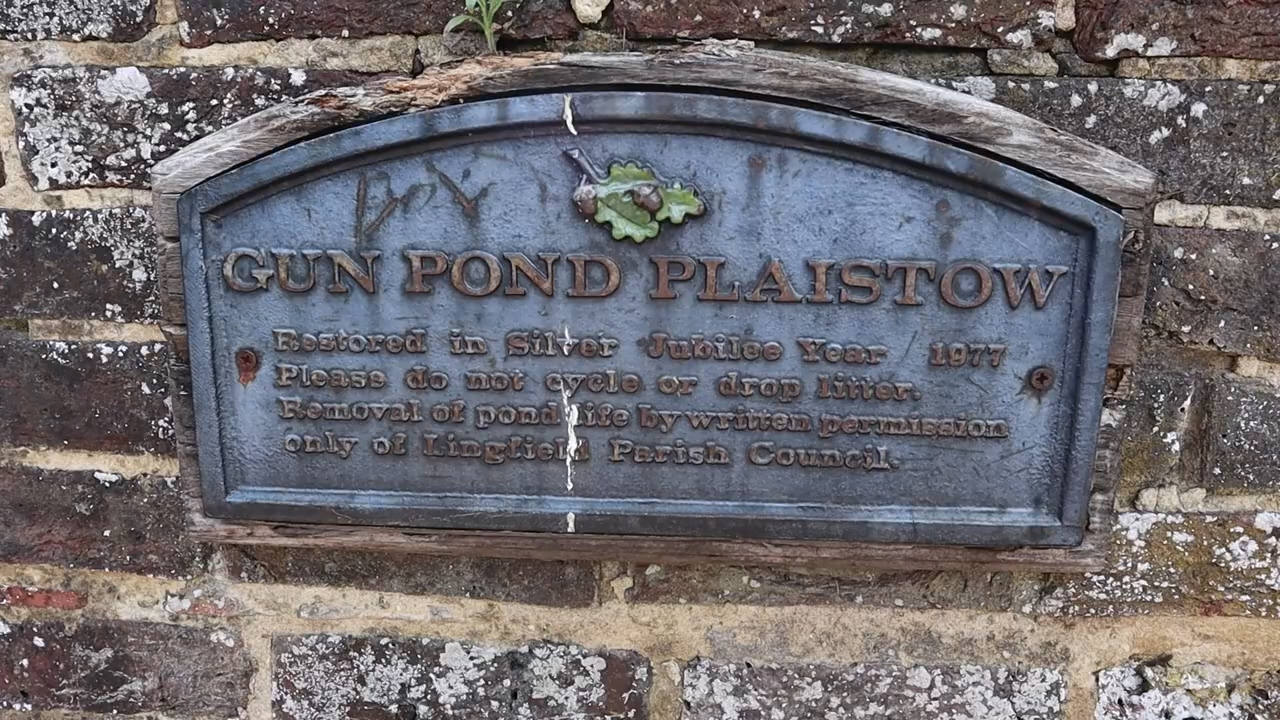 GUN POND PLAISTOW
Restored in Silver Jubilee Year 1977
Please do not cycle or drop litter.
Removal of pond life by written permission
only of Lingfield Parish Council.